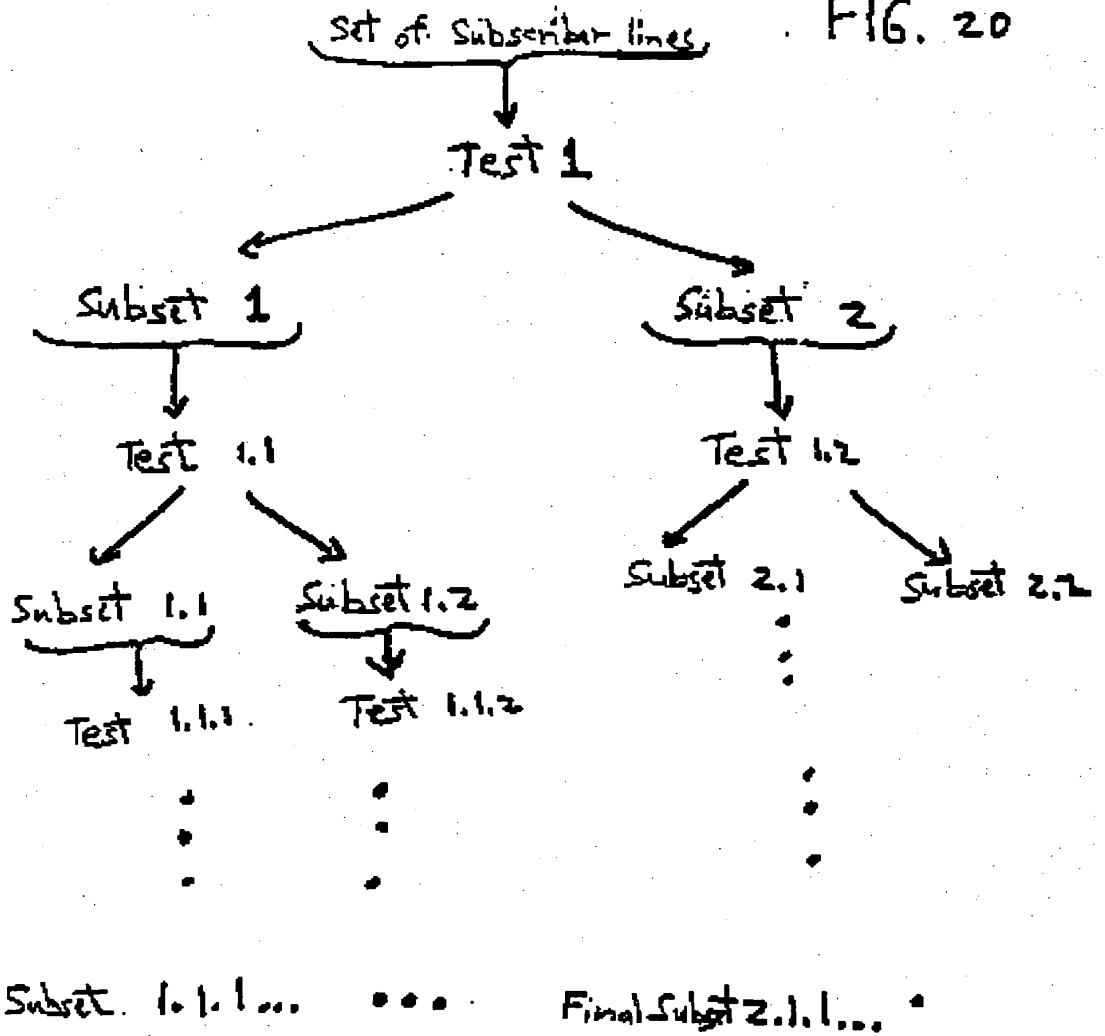 FIG. 20
Set of Subscriber lines
Test 1
Subset 1
Subset 2
Test 1.1
Test 1.2
Subset 1.1
Subset 1.2
Subset 2.1
Subset 2.2
Test 1.1.1
Test 1.1.2
Subset 1.1.1... ... Final Subset 2.1.1...